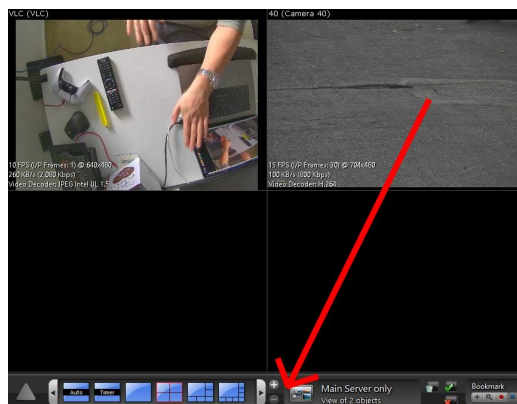 VLC (VLC)
40 (Camera 40)
10 FPS (I/P Frames: 1) @ 640x480
260 KB/s (2,080 Kbps)
Video Decoder: JPEG Intel IJL 1.5
15 FPS (I/P Frames: 30) @ 704x480
100 KB/s (800 Kbps)
Video Decoder: H.264
Auto
Timer
Main Server only
View of 2 objects
Bookmark